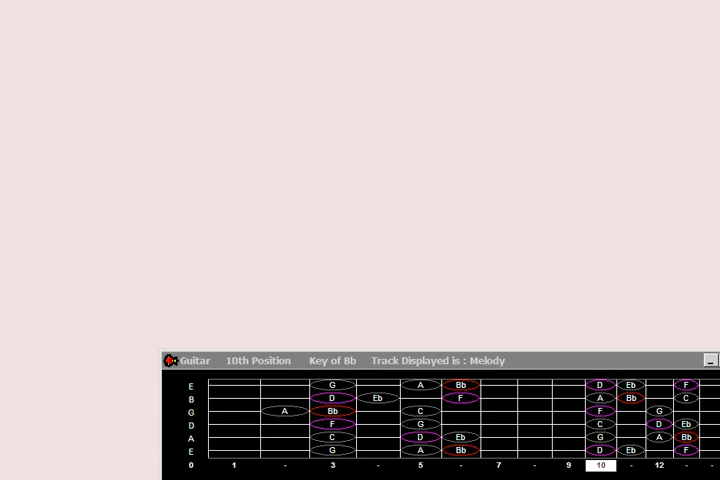 Guitar 10th Position Key of Bb Track Displayed is : Melody
E G A Bb D Eb F
B D Eb F A Bb C
G A Bb C F G
D F G C D Eb
A C D Eb G A Bb
E G A Bb D Eb F
0 1 - 3 - 5 - 7 - 9 10 - 12 - -